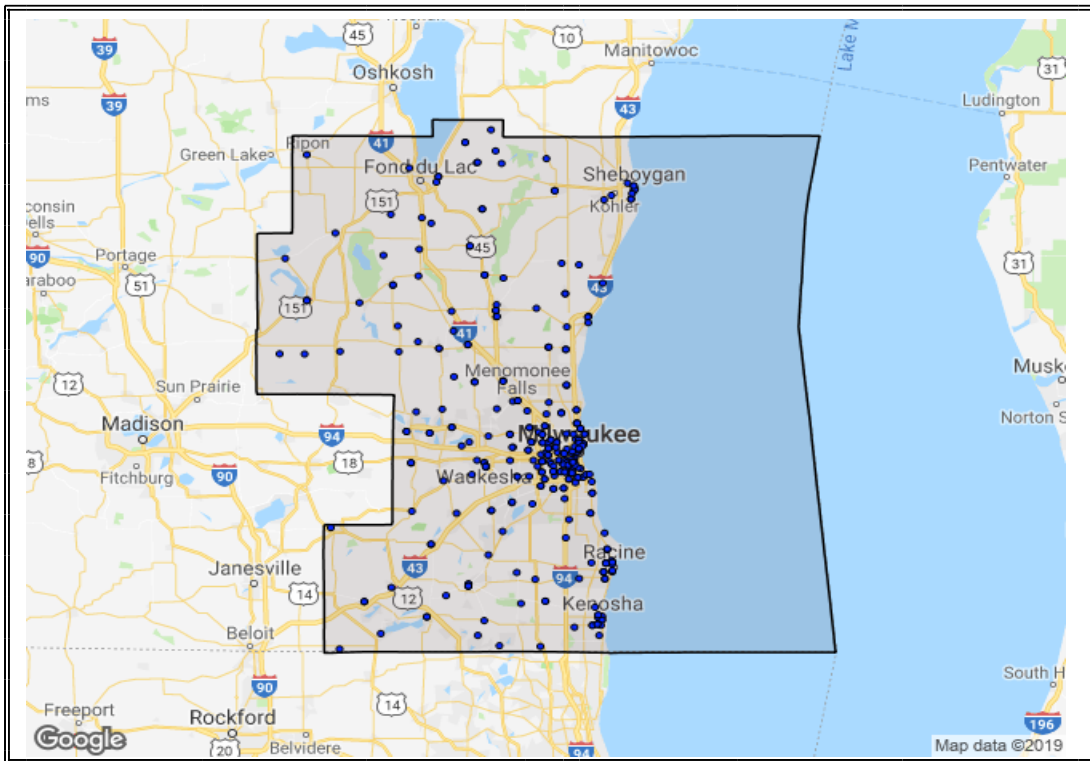 45
10
Manitowoc
39
Oshkosh
Lake M
31
ms
39
43
Ludington
41
Ripon
Green Lake
Fond du Lac
Pentwater
Sheboygan
151
Kohler
consin
ells
45
90
Portage
31
araboo
51
43
151
41
Menomonee
Falls
Musk
12
Sun Prairie
Norton S
Madison
94
Milwaukee
8
18
90
Fitchburg
Waukesha
Racine
Janesville
43
94
14
12
Kenosha
Beloit
South H
90
14
Freeport
Rockford
196
Google
20
Belvidere
94
Map data ©2019